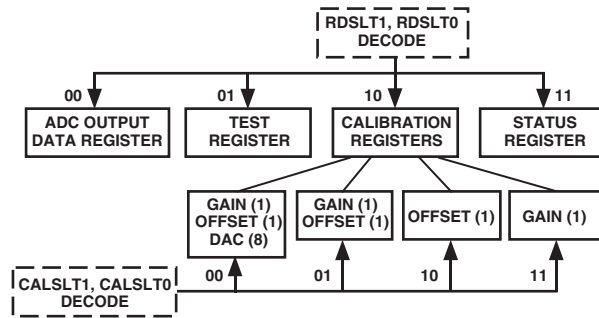 RDSLT1, RDSLT0
DECODE
00
01
10
11
ADC OUTPUT
DATA REGISTER
TEST
REGISTER
CALIBRATION
REGISTERS
STATUS
REGISTER
GAIN (1)
OFFSET (1)
DAC (8)
GAIN (1)
OFFSET (1)
OFFSET (1)
GAIN (1)
CALSLT1, CALSLT0
DECODE
00
01
10
11